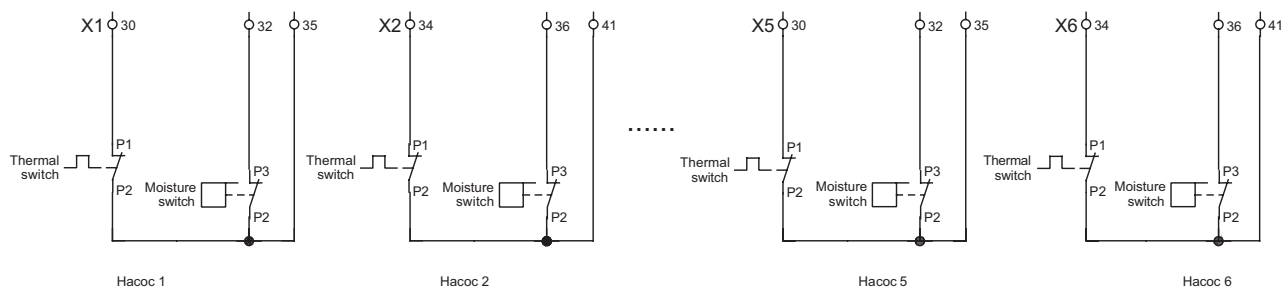 X1 30 32 35 X2 34 36 41 X5 30 32 35 X6 34 36 41
......
P1 P1 P1 P1
Thermal
switch
Thermal
switch
Thermal
switch
Thermal
switch
P3 P3 P3 P3
P2 P2 P2 P2
Moisture
switch
Moisture
switch
Moisture
switch
Moisture
switch
P2 P2 P2 P2
Насос 1 Насос 2 Насос 5 Насос 6